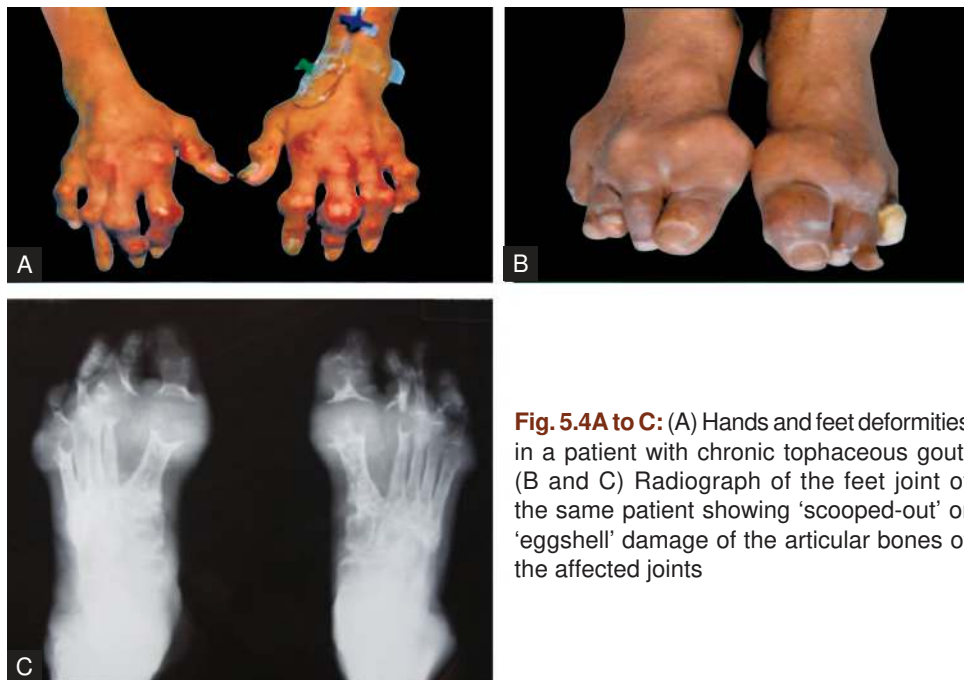 A
B
C
Fig. 5.4A to C: (A) Hands and feet deformities
in a patient with chronic tophaceous gout
(B and C) Radiograph of the feet joint
the same patient showing ‘scooped-out’
‘eggshell’ damage of the articular bones
the affected joints